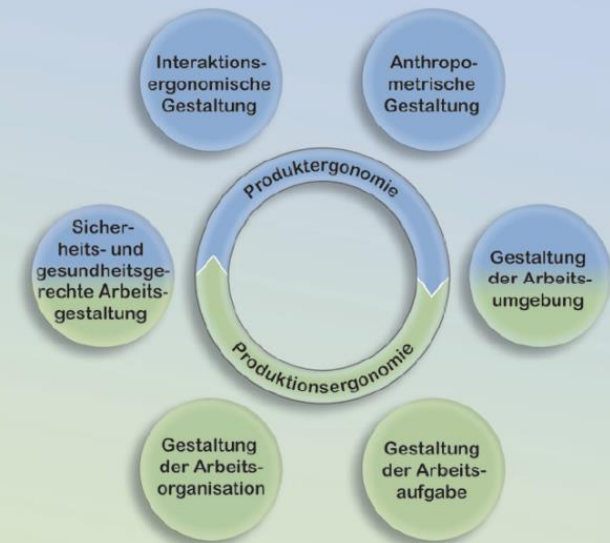 Interaktions-
ergonomische
Gestaltung
Anthropo-
metrische
Gestaltung
Produktergonomie
Sicher-
heits- und
gesundheitsge-
rechte Arbeits-
gestaltung
Gestaltung
der Arbeits-
umgebung
Produktionsergonomie
Gestaltung
der Arbeits-
organisation
Gestaltung
der Arbeits-
aufgabe